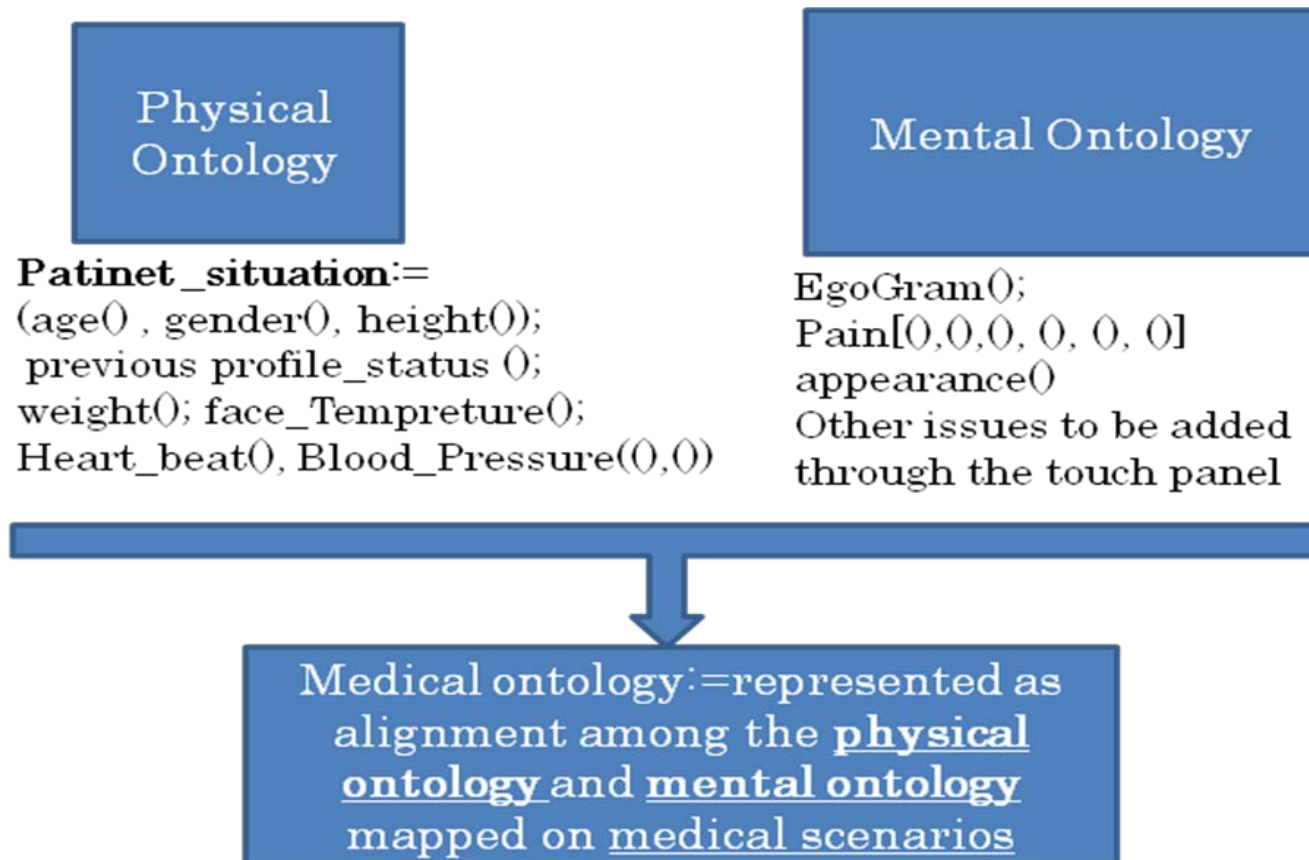 Physical
Ontology
Mental Ontology
Patinet_situation:=
(age() , gender(), height());
previous profile_status ();
weight(); face_Tempreture();
Heart_beat(), Blood_Pressure((),())
EgoGram();
Pain[(),(),(), (), (), ()]
appearance()
Other issues to be added
through the touch panel
Medical ontology:=represented as
alignment among the physical
ontology and mental ontology
mapped on medical scenarios